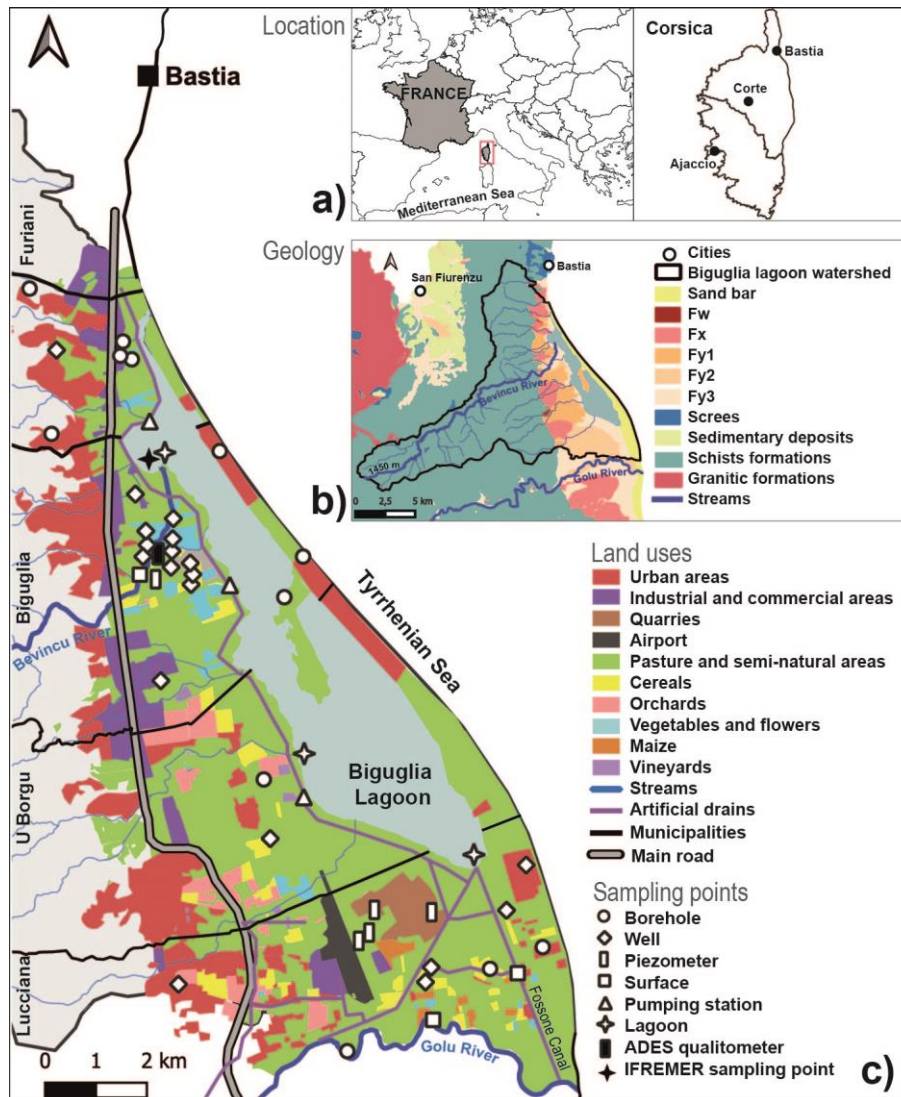 Location
FRANCE
Mediterranean Sea
a)
Corsica
Bastia
Corte
Ajaccio
Geology
San Fiurenzu
Bastia
Bevincu River
1450 m
Golu River
0 2,5 5 km
b)
Cities
Biguglia lagoon watershed
Sand bar
Fw
Fx
Fy1
Fy2
Fy3
Screes
Sedimentary deposits
Schists formations
Granitic formations
Streams
Bastia
Furiani
Biguglia
Bevincu River
U Borgu
Lucciana
Tyrrhenian Sea
Biguglia
Lagoon
Fossone Canal
Golu River
0 1 2 km
Land uses
Urban areas
Industrial and commercial areas
Quarries
Airport
Pasture and semi-natural areas
Cereals
Orchards
Vegetables and flowers
Maize
Vineyards
Streams
Artificial drains
Municipalities
Main road
Sampling points
Borehole
Well
Piezometer
Surface
Pumping station
Lagoon
ADES qualitometer
IFREMER sampling point
c)